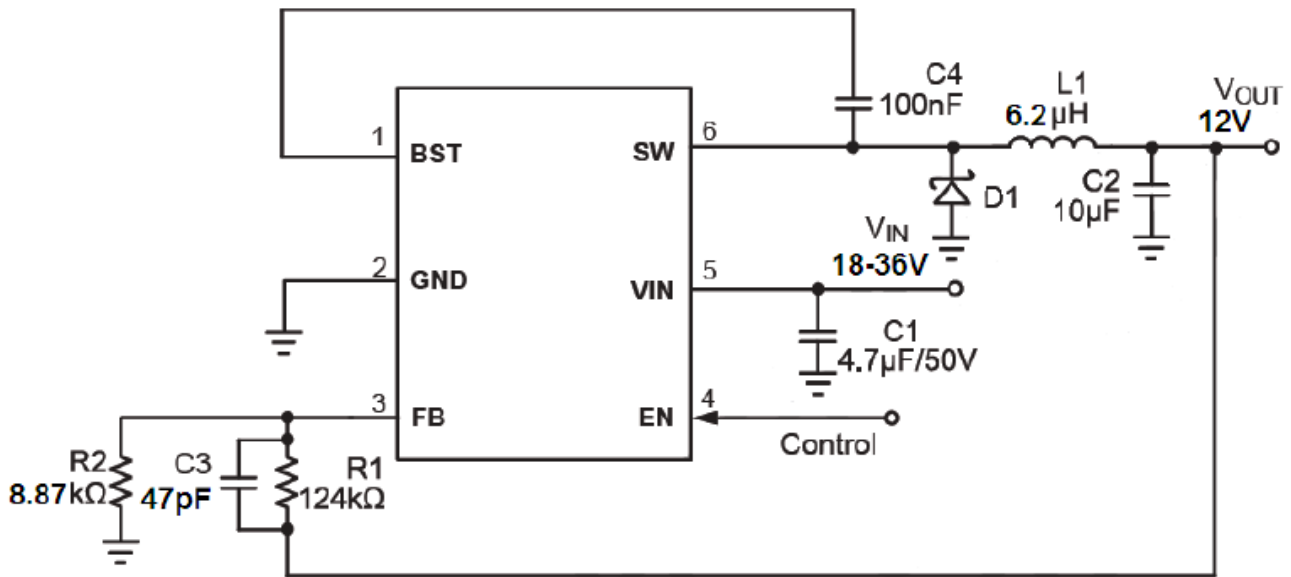 C4
100nF
L1
6.2µH
VOUT
12V
1
BST
SW
6
D1
C2
10µF
VIN
18-36V
2
GND
VIN
5
C1
4.7µF/50V
3
FB
EN
4
Control
R2
8.87kΩ
C3
47pF
R1
124kΩ